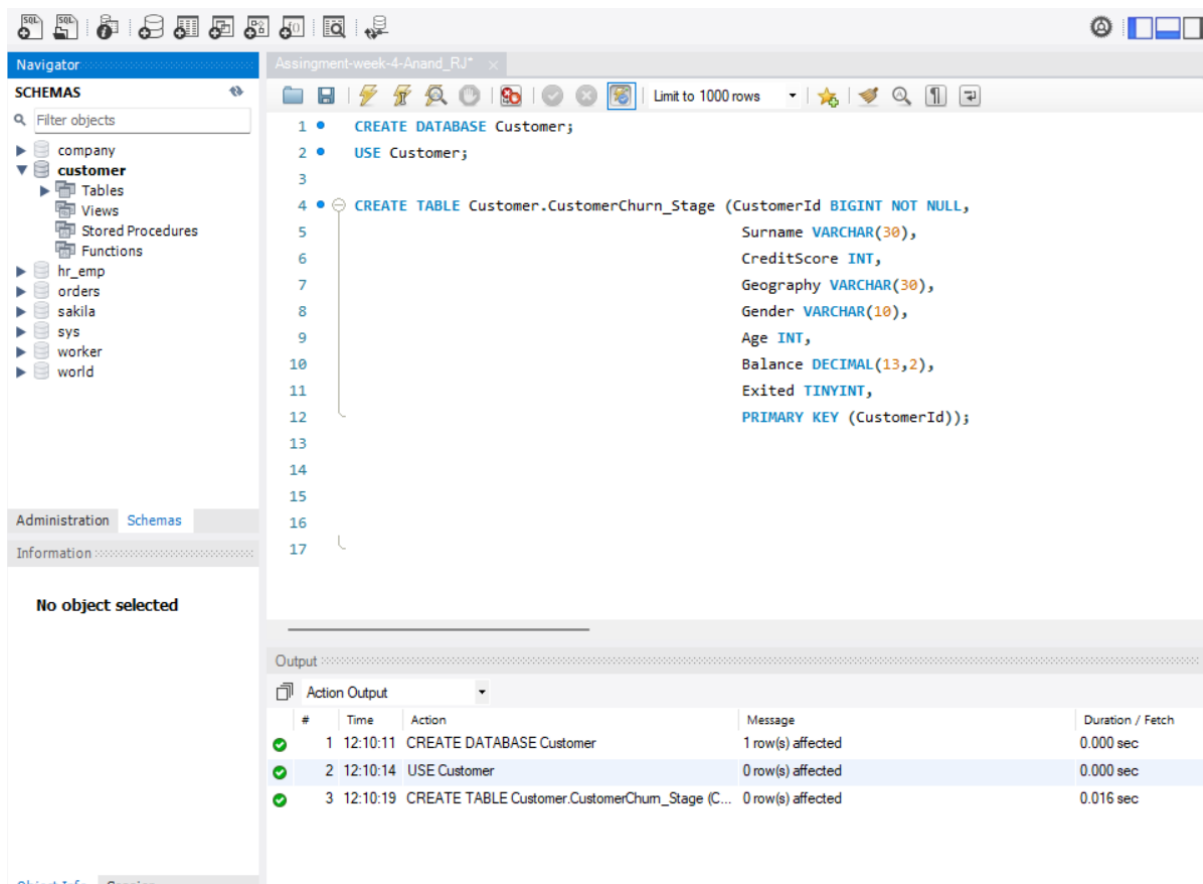 SQL SQL
Navigator
SCHEMAS
Filter objects
company
customer
Tables
Views
Stored Procedures
Functions
hr_emp
orders
sakila
sys
worker
world
Administration Schemas
Information
No object selected
Assingment-week-4-Anand_RJ* ×
Limit to 1000 rows
1 CREATE DATABASE Customer;
2 USE Customer;
3
4 CREATE TABLE Customer.CustomerChurn_Stage (CustomerId BIGINT NOT NULL,
5 Surname VARCHAR(30),
6 CreditScore INT,
7 Geography VARCHAR(30),
8 Gender VARCHAR(10),
9 Age INT,
10 Balance DECIMAL(13,2),
11 Exited TINYINT,
12 PRIMARY KEY (CustomerId));
13
14
15
16
17
Output
Action Output
# Time Action Message Duration / Fetch
1 12:10:11 CREATE DATABASE Customer 1 row(s) affected 0.000 sec
2 12:10:14 USE Customer 0 row(s) affected 0.000 sec
3 12:10:19 CREATE TABLE Customer.CustomerChurn_Stage (C... 0 row(s) affected 0.016 sec